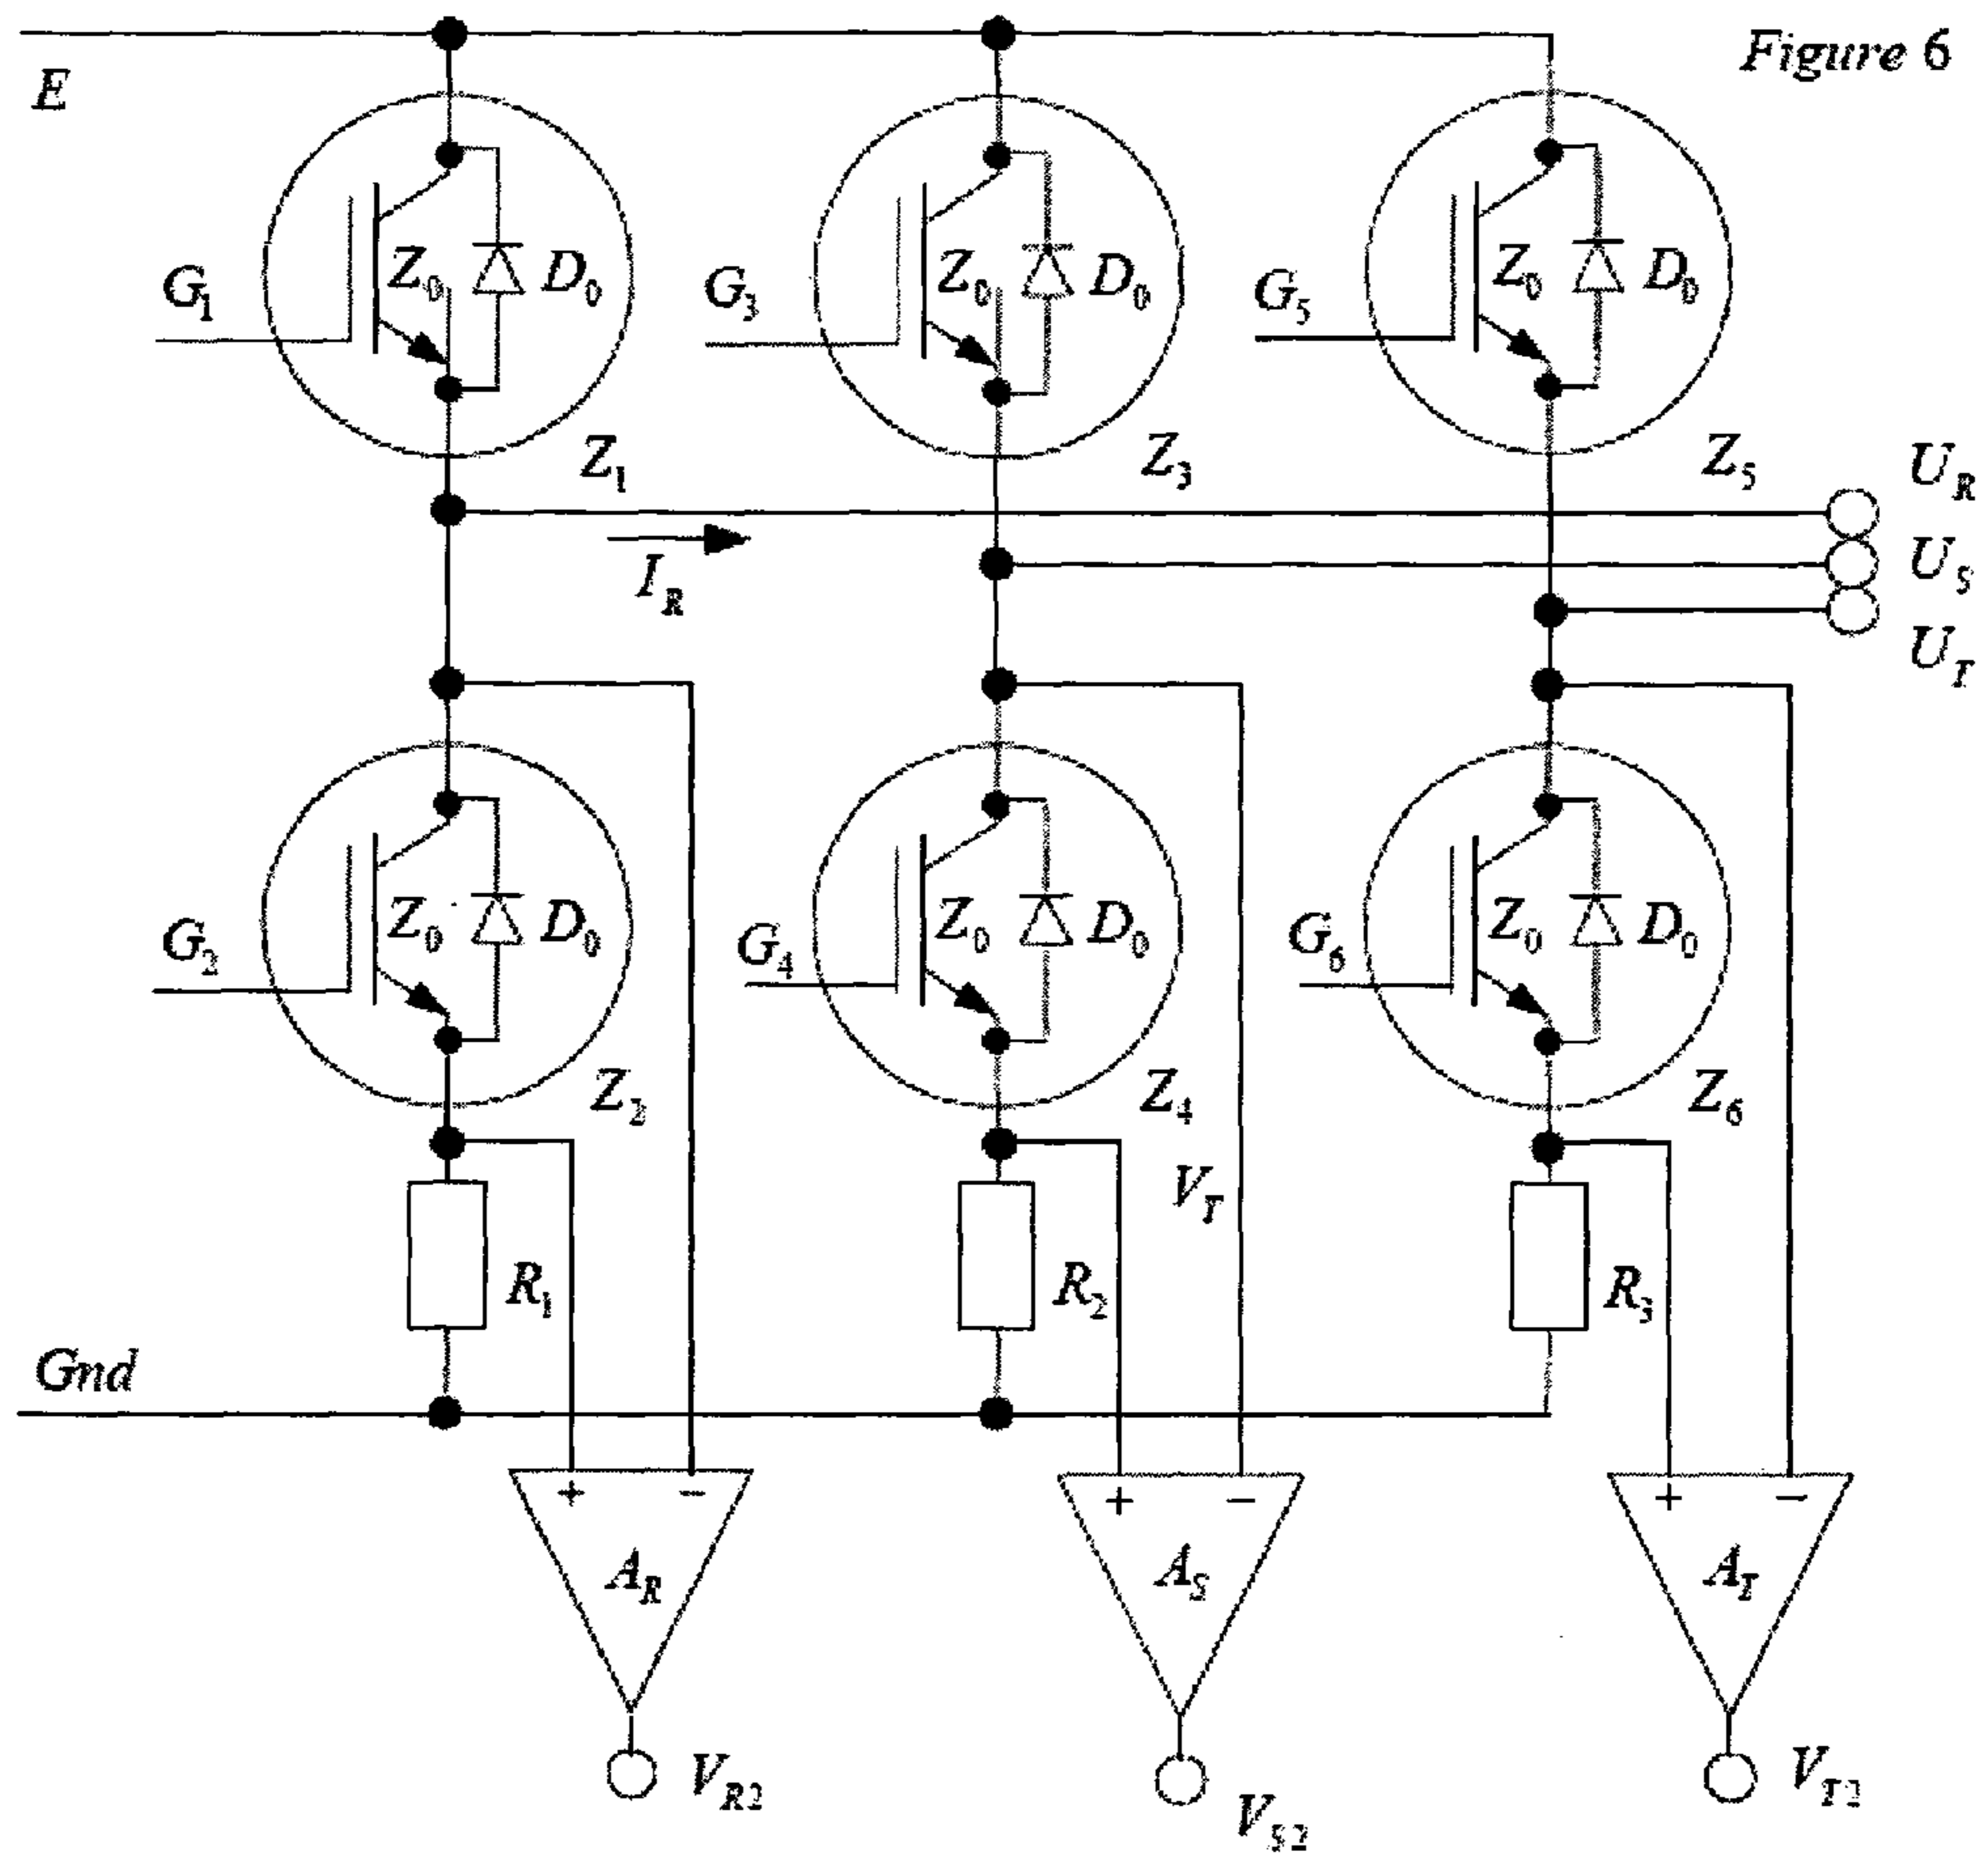 Figure 6
E
G1 Z0 D0 G3 Z0 D0 G5 Z0 D0
Z1 Z3 Z5
UR
IR US
UT
G2 Z0 D0 G4 Z0 D0 G6 Z0 D0
Z2 Z4 Z6
VT
R1 R2 R3
Gnd
+ − + − + −
AR AS AT
VR2 VS2 VT2